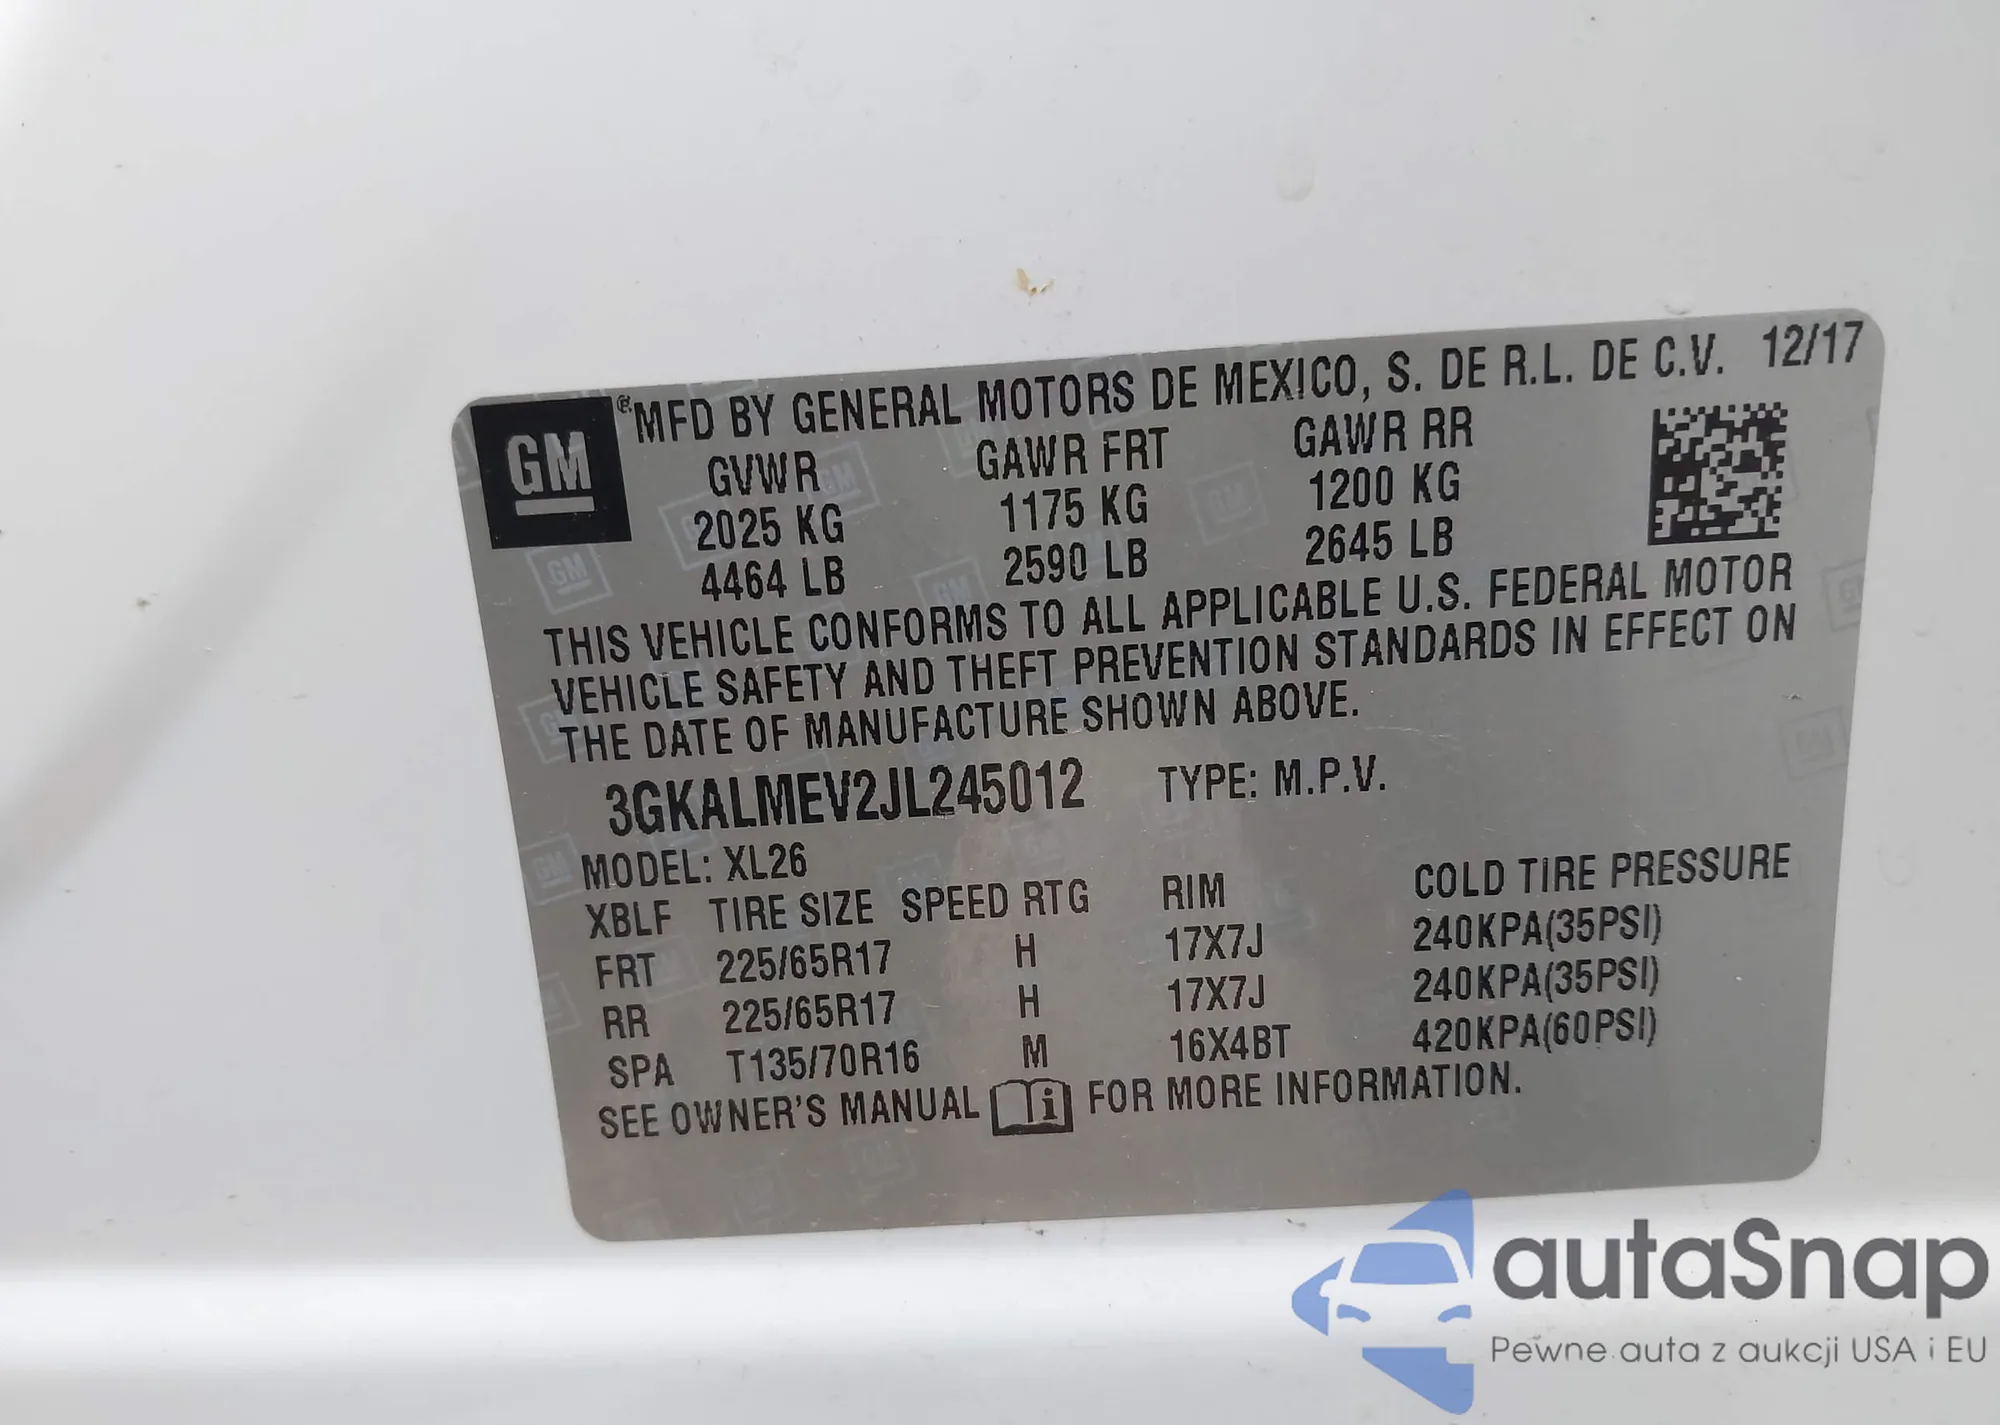 GM
® MFD BY GENERAL MOTORS DE MEXICO, S. DE R.L. DE C.V. 12/17
GVWR GAWR FRT GAWR RR
2025 KG 1175 KG 1200 KG
4464 LB 2590 LB 2645 LB
THIS VEHICLE CONFORMS TO ALL APPLICABLE U.S. FEDERAL MOTOR
VEHICLE SAFETY AND THEFT PREVENTION STANDARDS IN EFFECT ON
THE DATE OF MANUFACTURE SHOWN ABOVE.
3GKALMEV2JL245012 TYPE: M.P.V.
MODEL: XL26
XBLF TIRE SIZE SPEED RTG RIM COLD TIRE PRESSURE
FRT 225/65R17 H 17X7J 240KPA(35PSI)
RR 225/65R17 H 17X7J 240KPA(35PSI)
SPA T135/70R16 M 16X4BT 420KPA(60PSI)
SEE OWNER'S MANUAL i FOR MORE INFORMATION.
autaSnap
Pewne auta z aukcji USA i EU